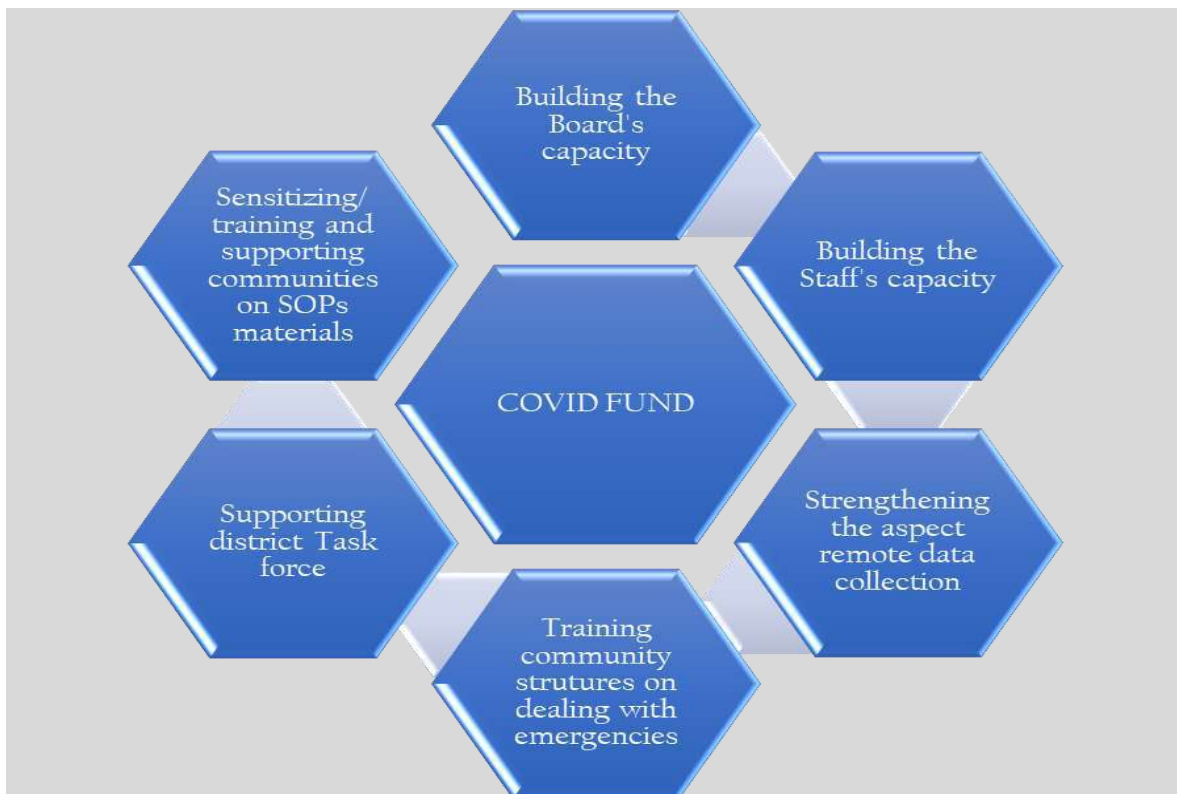 Building the
Board's
capacity
Building the
Staff's capacity
Strengthening
the aspect
remote data
collection
Training
community
strutures on
dealing with
emergencies
Supporting
district Task
force
Sensitizing/
training and
supporting
communities
on SOPs
materials
COVID FUND